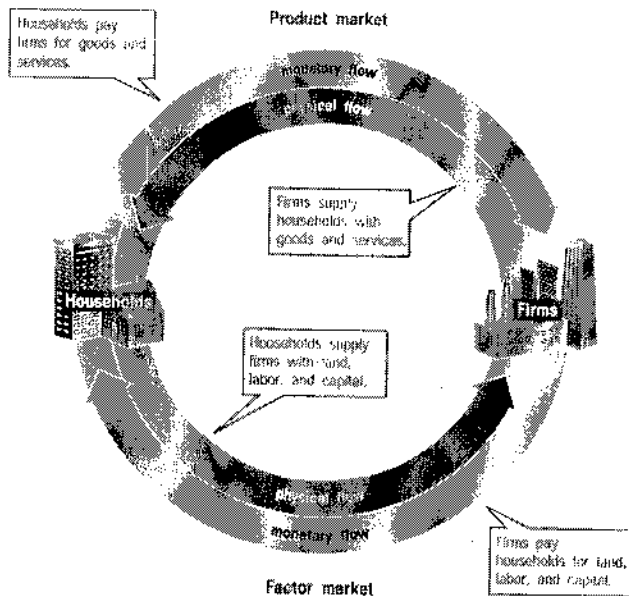 Product market
Households pay
firms for goods and
services.
monetary flow
physical flow
Firms supply
households with
goods and services.
Households
Firms
Households supply
firms with land,
labor, and capital.
physical flow
monetary flow
Firms pay
households for land,
labor, and capital.
Factor market